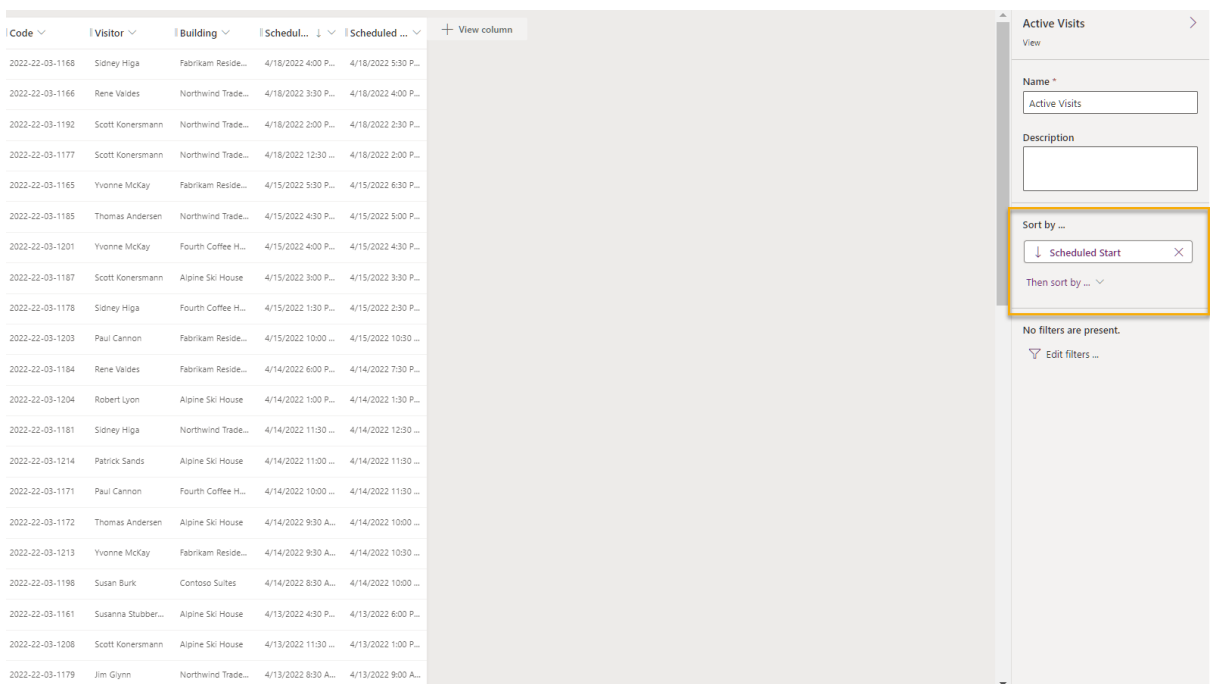 Code Visitor Building Schedul... Scheduled ... View column
2022-22-03-1168 Sidney Higa Fabrikam Reside... 4/18/2022 4:00 P... 4/18/2022 5:30 P...
2022-22-03-1166 Rene Valdes Northwind Trade... 4/18/2022 3:30 P... 4/18/2022 4:00 P...
2022-22-03-1192 Scott Konersmann Northwind Trade... 4/18/2022 2:00 P... 4/18/2022 2:30 P...
2022-22-03-1177 Scott Konersmann Northwind Trade... 4/18/2022 12:30 ... 4/18/2022 2:00 P...
2022-22-03-1165 Yvonne McKay Fabrikam Reside... 4/15/2022 5:30 P... 4/15/2022 6:30 P...
2022-22-03-1185 Thomas Andersen Northwind Trade... 4/15/2022 4:30 P... 4/15/2022 5:00 P...
2022-22-03-1201 Yvonne McKay Fourth Coffee H... 4/15/2022 4:00 P... 4/15/2022 4:30 P...
2022-22-03-1187 Scott Konersmann Alpine Ski House 4/15/2022 3:00 P... 4/15/2022 3:30 P...
2022-22-03-1178 Sidney Higa Fourth Coffee H... 4/15/2022 1:30 P... 4/15/2022 2:30 P...
2022-22-03-1203 Paul Cannon Fabrikam Reside... 4/15/2022 10:00 ... 4/15/2022 10:30 ...
2022-22-03-1184 Rene Valdes Fabrikam Reside... 4/14/2022 6:00 P... 4/14/2022 7:30 P...
2022-22-03-1204 Robert Lyon Alpine Ski House 4/14/2022 1:00 P... 4/14/2022 1:30 P...
2022-22-03-1181 Sidney Higa Northwind Trade... 4/14/2022 11:30 ... 4/14/2022 12:30 ...
2022-22-03-1214 Patrick Sands Alpine Ski House 4/14/2022 11:00 ... 4/14/2022 11:30 ...
2022-22-03-1171 Paul Cannon Fourth Coffee H... 4/14/2022 10:00 ... 4/14/2022 11:30 ...
2022-22-03-1172 Thomas Andersen Alpine Ski House 4/14/2022 9:30 A... 4/14/2022 10:00 ...
2022-22-03-1213 Yvonne McKay Fabrikam Reside... 4/14/2022 9:30 A... 4/14/2022 10:30 ...
2022-22-03-1198 Susan Burk Contoso Suites 4/14/2022 8:30 A... 4/14/2022 10:00 ...
2022-22-03-1161 Susanna Stubber... Alpine Ski House 4/13/2022 4:30 P... 4/13/2022 6:00 P...
2022-22-03-1208 Scott Konersmann Alpine Ski House 4/13/2022 11:30 ... 4/13/2022 1:00 P...
2022-22-03-1179 Jim Glynn Northwind Trade... 4/13/2022 8:30 A... 4/13/2022 9:00 A...
Active Visits
View
Name *
Active Visits
Description
Sort by ...
Scheduled Start
Then sort by ...
No filters are present.
Edit filters ...